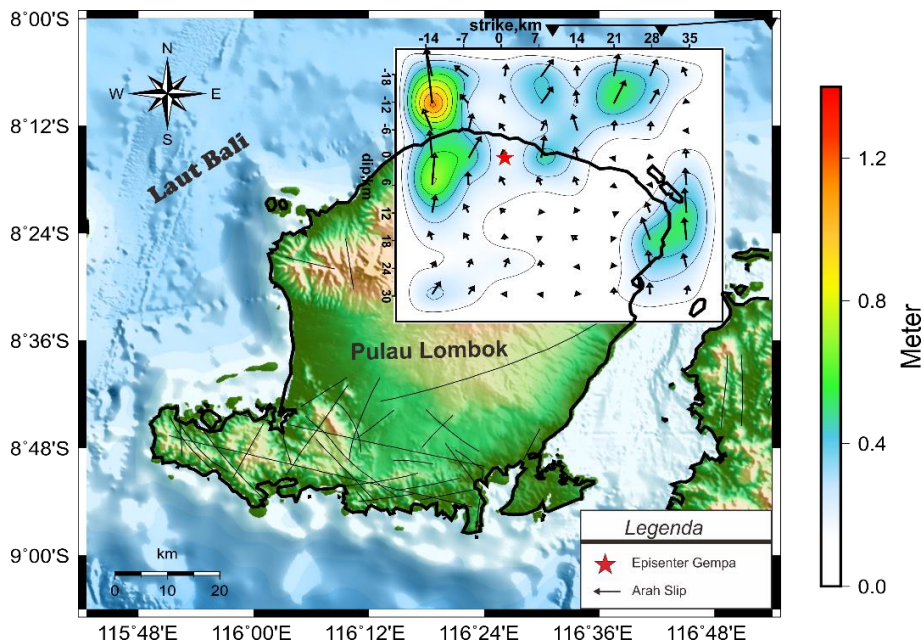 8°00'S
8°12'S
8°24'S
8°36'S
8°48'S
9°00'S
115°48'E 116°00'E 116°12'E 116°24'E 116°36'E 116°48'E
N
W E
S
Laut Bali
strike,km
-14 -7 0 7 14 21 28 35
dip,km
-18
-12
-6
0
6
12
18
24
30
Pulau Lombok
km
0 10 20
Legenda
Episenter Gempa
Arah Slip
1.2
0.8
0.4
0.0
Meter